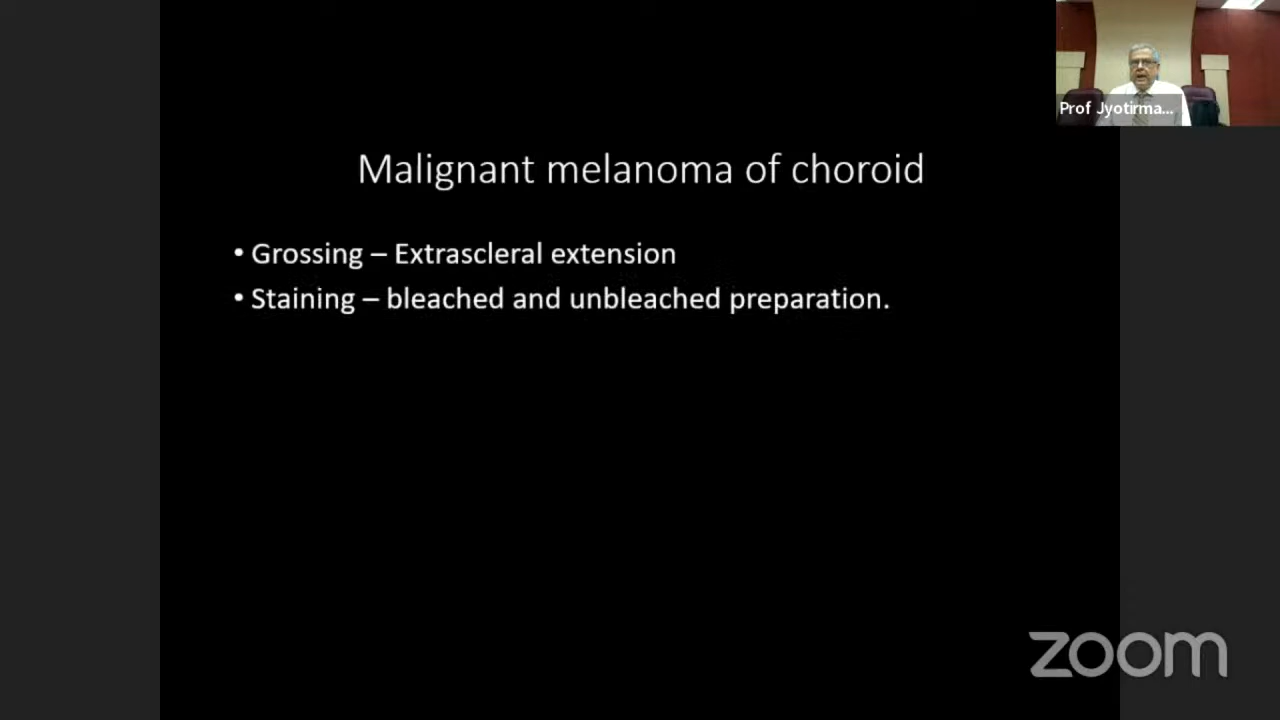 Prof Jyotirma...
Malignant melanoma of choroid
• Grossing – Extrascleral extension
• Staining – bleached and unbleached preparation.
zoom